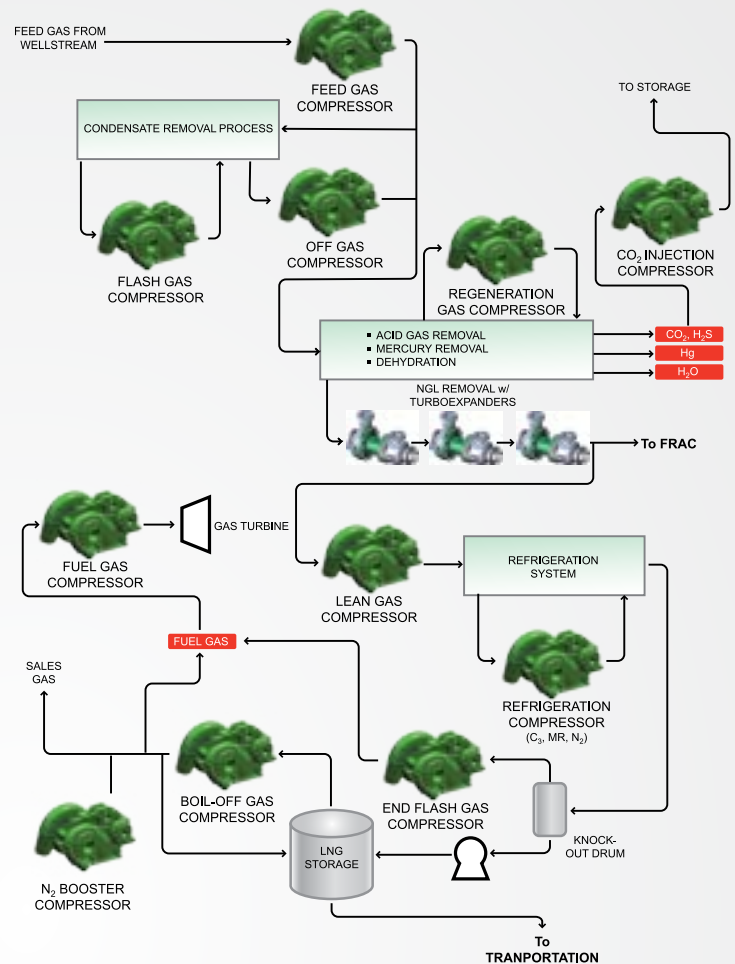 FEED GAS FROM
WELLSTREAM
FEED GAS
COMPRESSOR
TO STORAGE
CONDENSATE REMOVAL PROCESS
FLASH GAS
COMPRESSOR
OFF GAS
COMPRESSOR
REGENERATION
GAS COMPRESSOR
CO₂ INJECTION
COMPRESSOR
▪ ACID GAS REMOVAL
▪ MERCURY REMOVAL
▪ DEHYDRATION
CO₂, H₂S
Hg
H₂O
NGL REMOVAL w/
TURBOEXPANDERS
To FRAC
FUEL GAS
COMPRESSOR
GAS TURBINE
LEAN GAS
COMPRESSOR
REFRIGERATION
SYSTEM
FUEL GAS
SALES
GAS
REFRIGERATION
COMPRESSOR
(C₃, MR, N₂)
BOIL-OFF GAS
COMPRESSOR
END FLASH GAS
COMPRESSOR
KNOCK-
OUT DRUM
LNG
STORAGE
N₂ BOOSTER
COMPRESSOR
To
TRANPORTATION